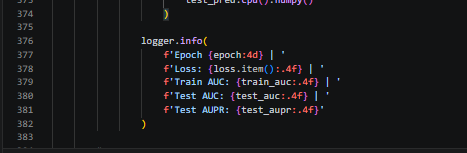 374 test_pred.cpu().numpy()
375 )
376 logger.info(
377 f'Epoch {epoch:4d} | '
378 f'Loss: {loss.item():.4f} | '
379 f'Train AUC: {train_auc:.4f} | '
380 f'Test AUC: {test_auc:.4f} | '
381 f'Test AUPR: {test_aupr:.4f}'
382 )
383